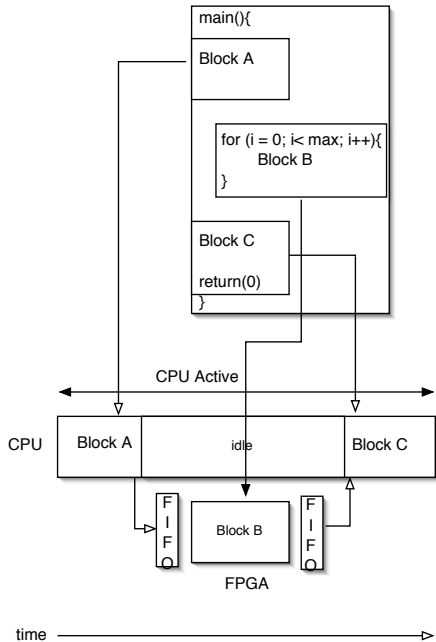 main(){
Block A
for (i = 0; i< max; i++){
Block B
}
Block C
return(0)
}
CPU Active
CPU
Block A
idle
Block C
F
I
F
O
Block B
F
I
F
O
FPGA
time